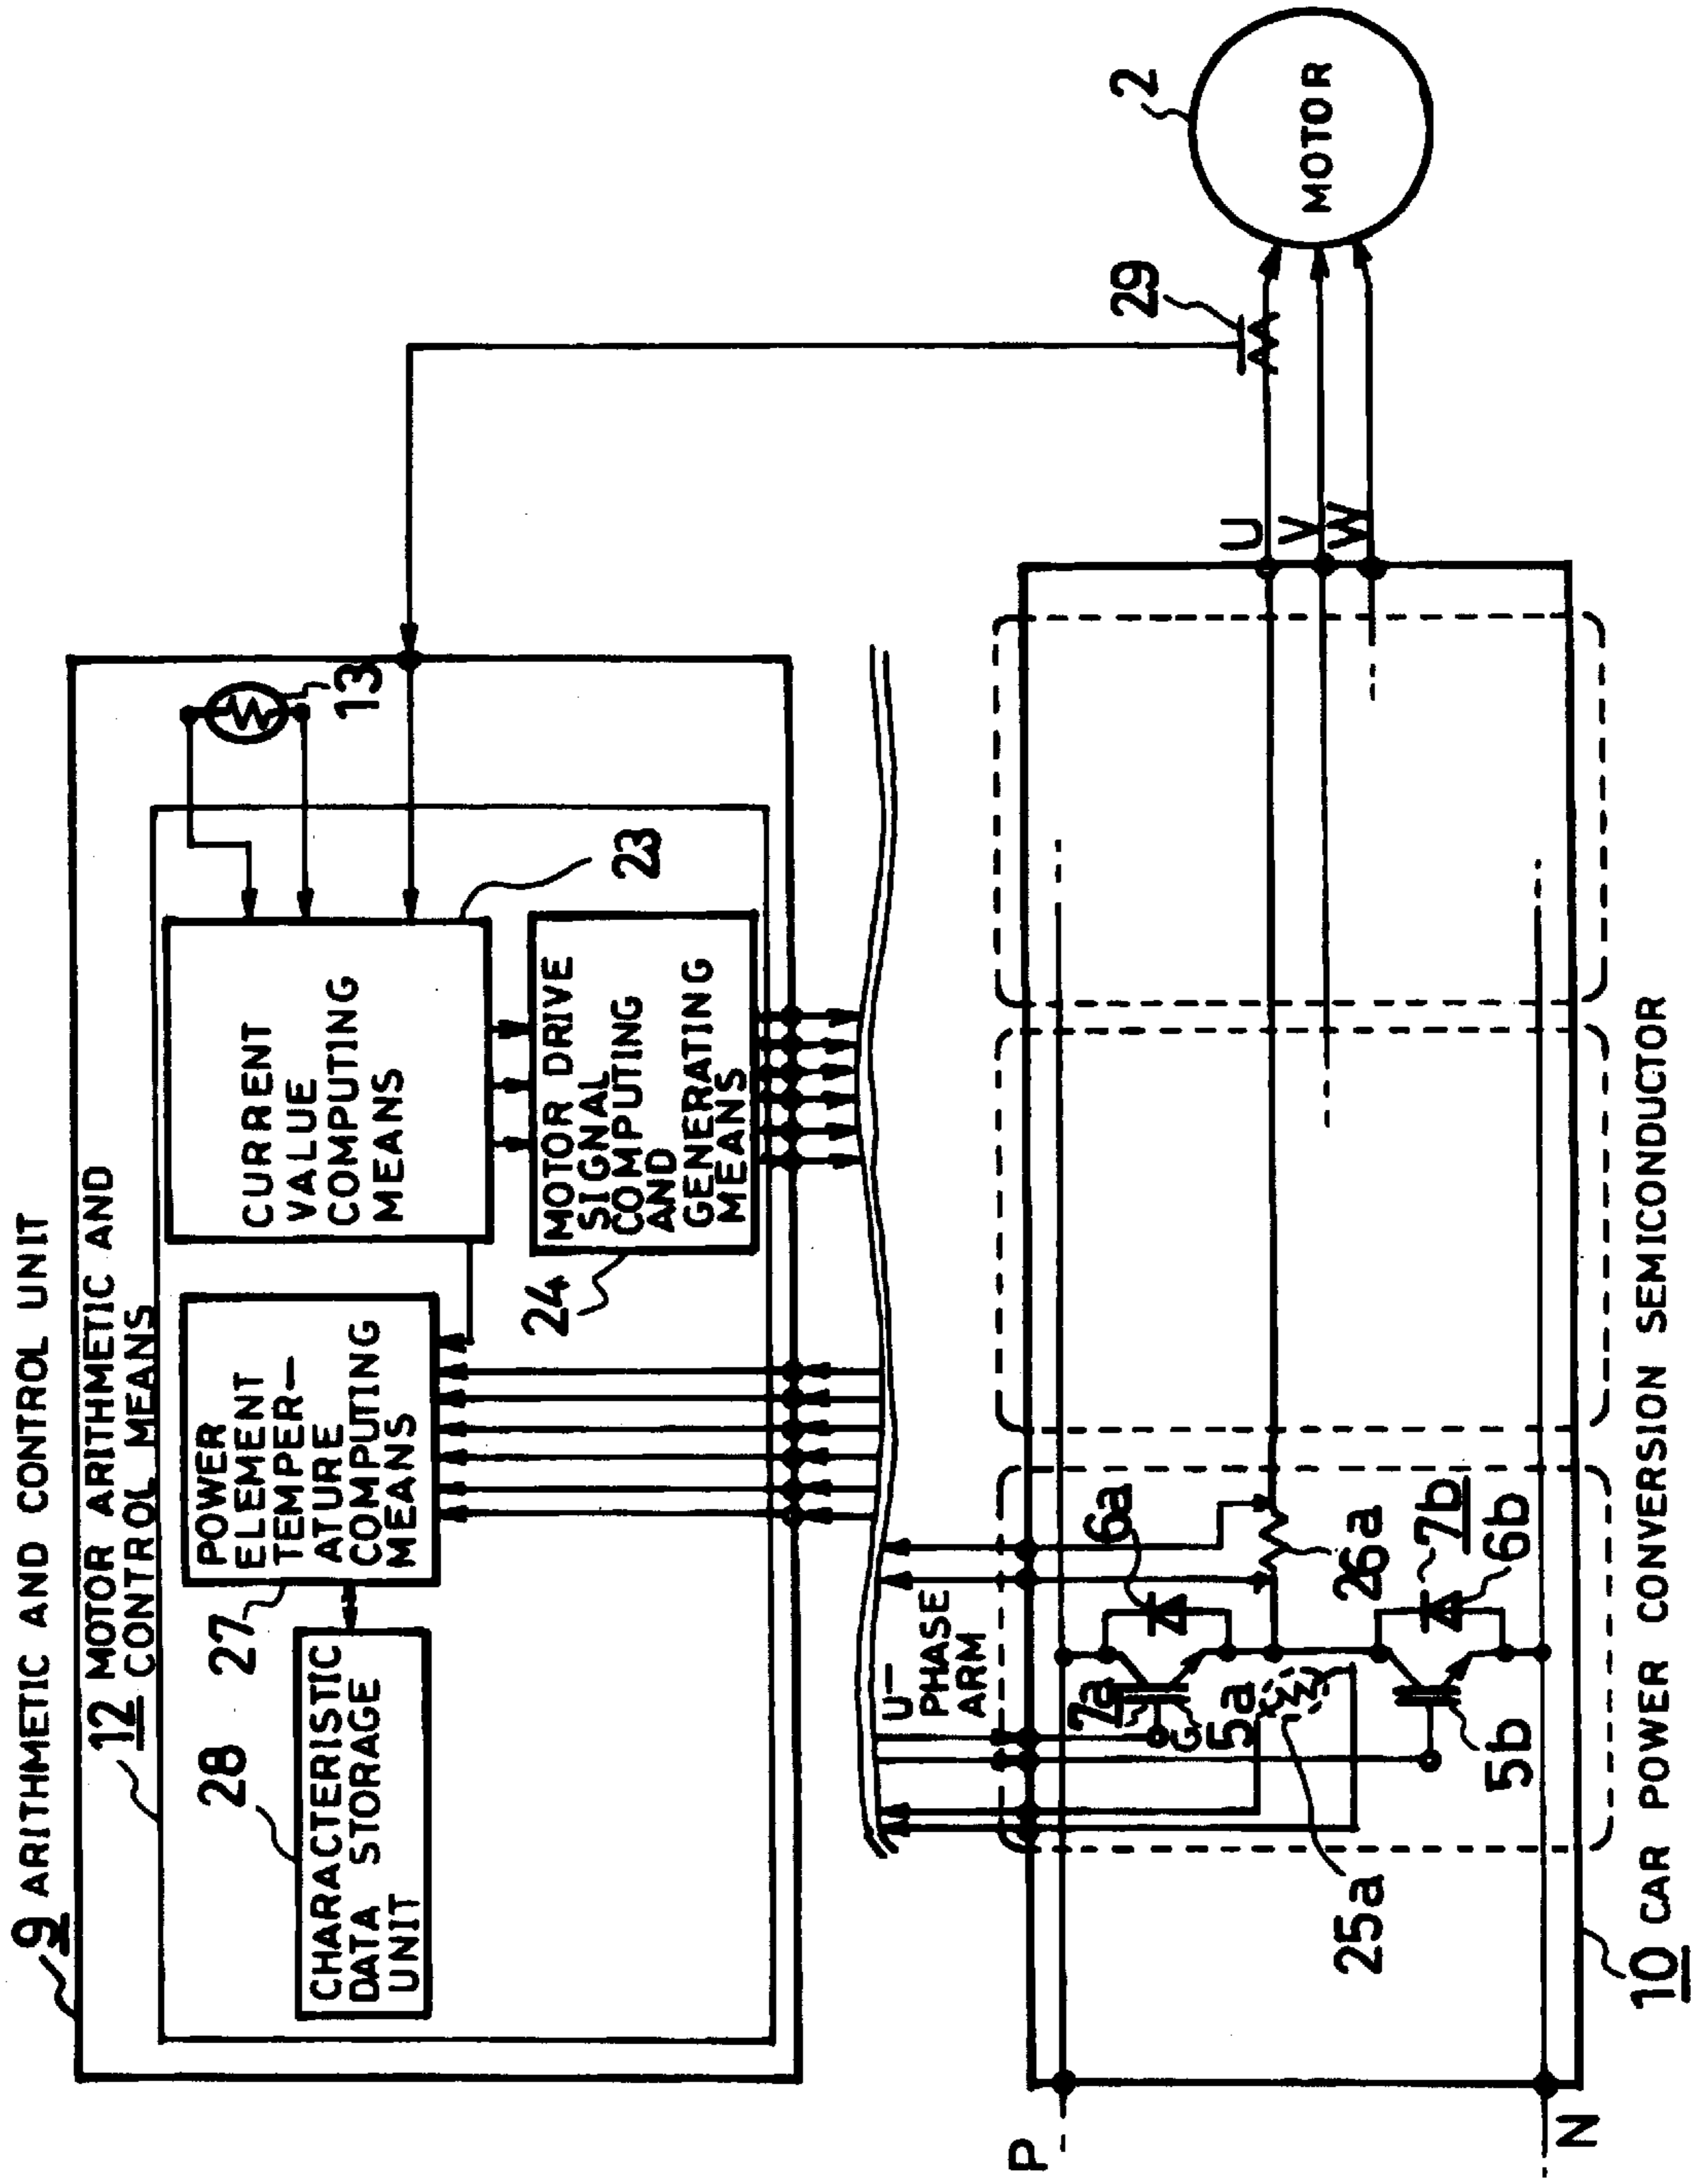 9 ARITHMETIC AND CONTROL UNIT
12 MOTOR ARITHMETIC AND
CONTROL MEANS
28
CHARACTERISTIC
DATA STORAGE
UNIT
27
POWER
ELEMENT
TEMPER-
ATURE
COMPUTING
MEANS
CURRENT
VALUE
COMPUTING
MEANS
13
23
24
MOTOR DRIVE
SIGNAL
COMPUTING
AND
GENERATING
MEANS
U-
PHASE
ARM
7a
G
5a
6a
25a
26a
5b
7b
6b
P
N
U
V
W
29
2
MOTOR
10 CAR POWER CONVERSION SEMICONDUCTOR